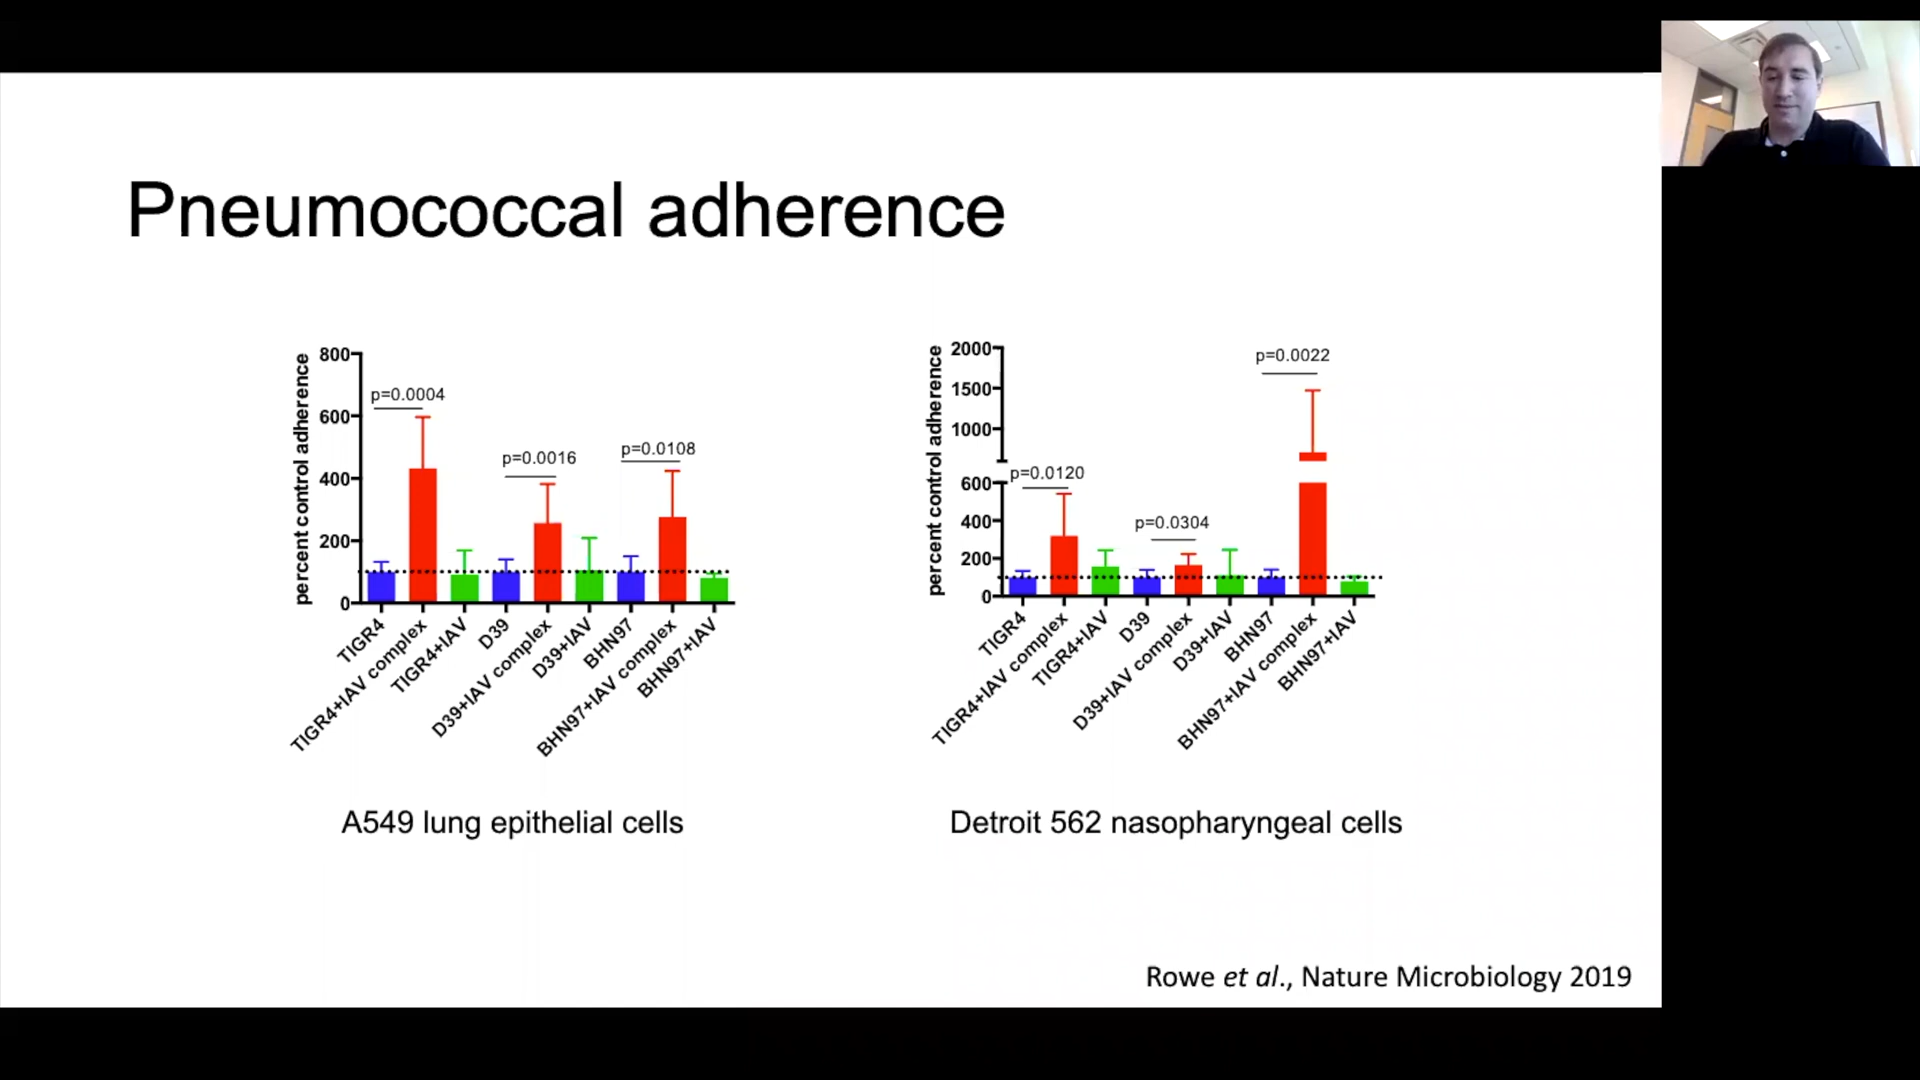 Pneumococcal adherence
percent control adherence
800
600
400
200
0
p=0.0004
p=0.0016
p=0.0108
TIGR4
TIGR4+IAV complex
TIGR4+IAV
D39
D39+IAV complex
D39+IAV
BHN97
BHN97+IAV complex
BHN97+IAV
A549 lung epithelial cells
percent control adherence
2000
1500
1000
600
400
200
0
p=0.0120
p=0.0304
p=0.0022
TIGR4
TIGR4+IAV complex
TIGR4+IAV
D39
D39+IAV complex
D39+IAV
BHN97
BHN97+IAV complex
BHN97+IAV
Detroit 562 nasopharyngeal cells
Rowe et al., Nature Microbiology 2019